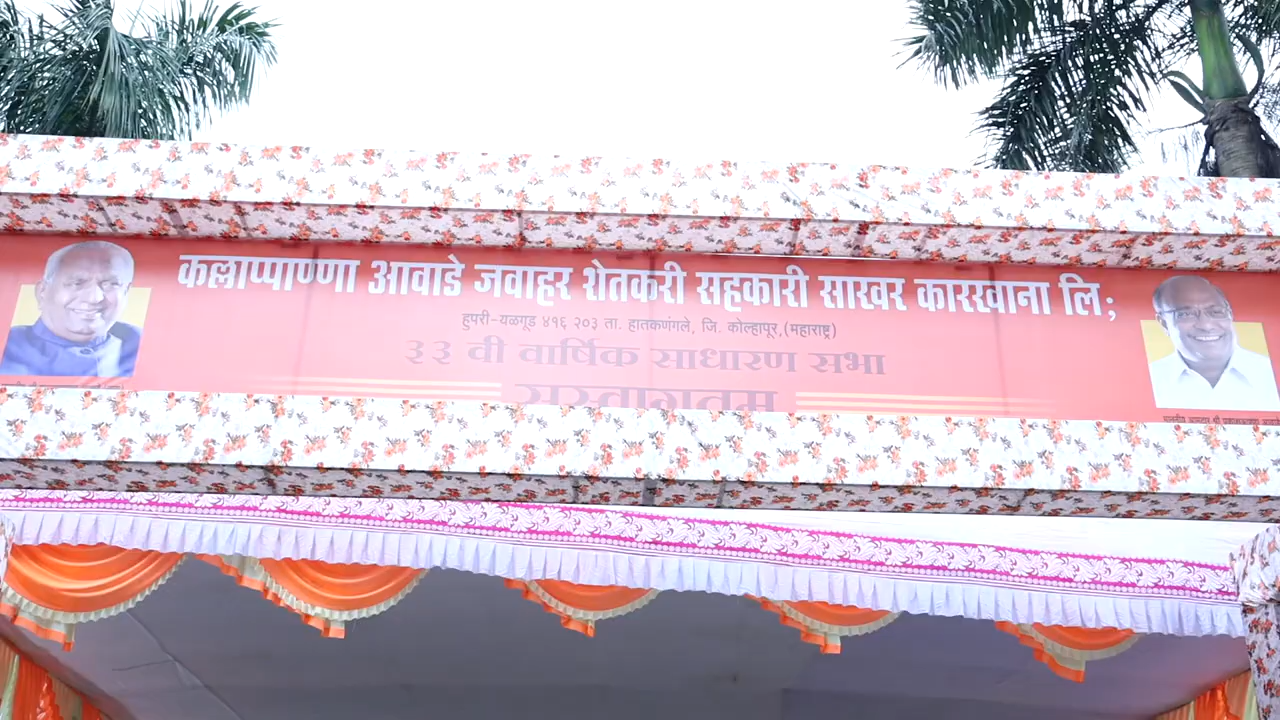 कल्लाप्पाण्णा आवाडे जवाहर शेतकरी सहकारी साखर कारखाना लि;
हुपरी-यळगूड ४१६ २०३ ता. हातकणंगले, जि. कोल्हापूर,(महाराष्ट्र)
३३ वी वार्षिक साधारण सभा
सुस्वागतम